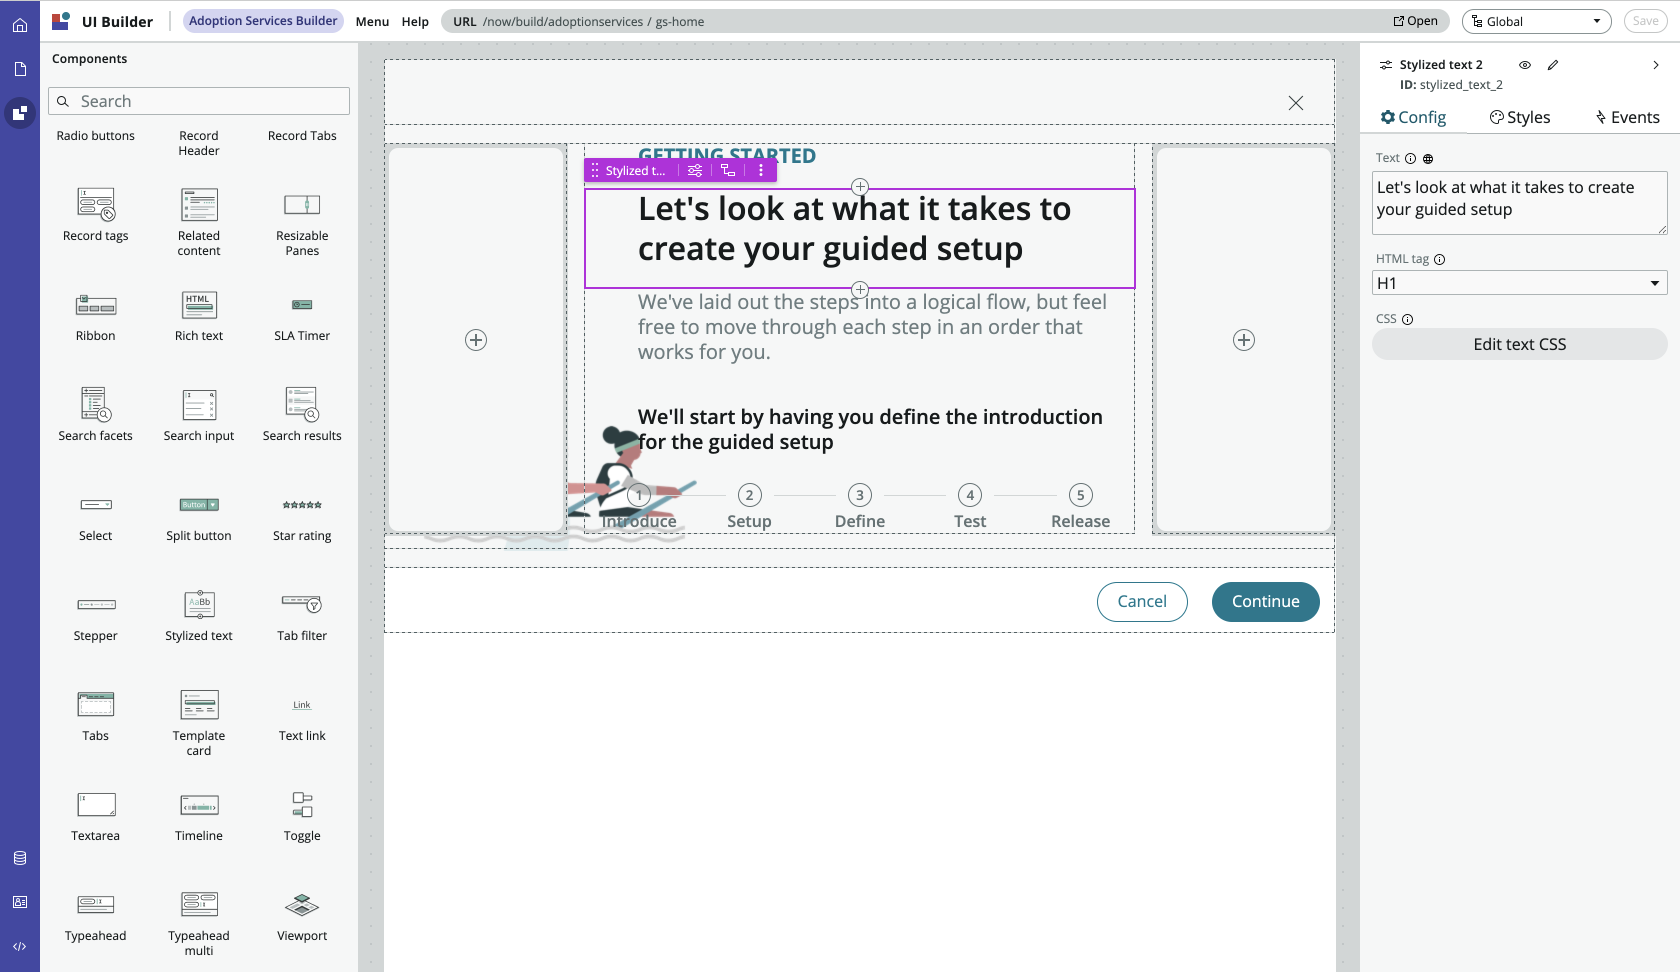 UI Builder
Adoption Services Builder
Menu
Help
URL /now/build/adoptionservices / gs-home
Open
Global
Save
Components
Search
Radio buttons
Record
Header
Record Tabs
Record tags
Related
content
Resizable
Panes
HTML
Ribbon
Rich text
SLA Timer
Search facets
Search input
Search results
Button
Select
Split button
Star rating
AaBb
Stepper
Stylized text
Tab filter
Link
Tabs
Template
card
Text link
Textarea
Timeline
Toggle
Typeahead
Typeahead
multi
Viewport
GETTING STARTED
Stylized t...
Let's look at what it takes to
create your guided setup
We've laid out the steps into a logical flow, but feel
free to move through each step in an order that
works for you.
We'll start by having you define the introduction
for the guided setup
1 2 3 4 5
Introduce Setup Define Test Release
Cancel
Continue
Stylized text 2
ID: stylized_text_2
Config
Styles
Events
Text
Let's look at what it takes to create
your guided setup
HTML tag
H1
CSS
Edit text CSS